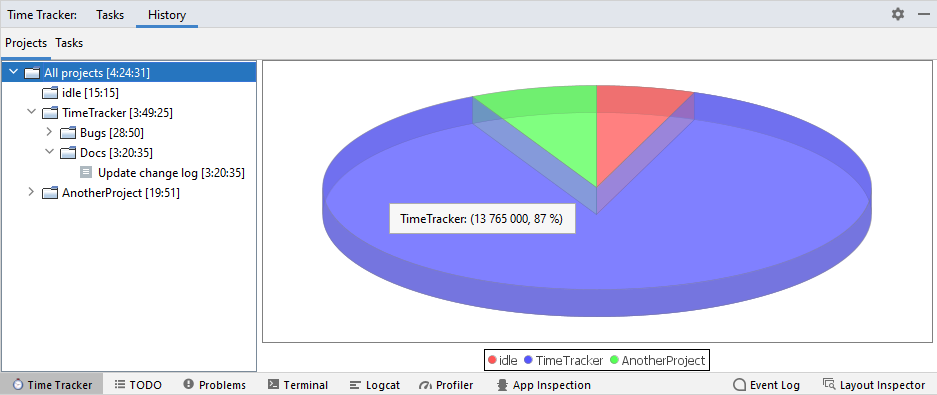 Time Tracker: Tasks History
Projects Tasks
All projects [4:24:31]
idle [15:15]
TimeTracker [3:49:25]
Bugs [28:50]
Docs [3:20:35]
Update change log [3:20:35]
AnotherProject [19:51]
TimeTracker: (13 765 000, 87 %)
idle TimeTracker AnotherProject
Time Tracker TODO Problems Terminal Logcat Profiler App Inspection Event Log Layout Inspector